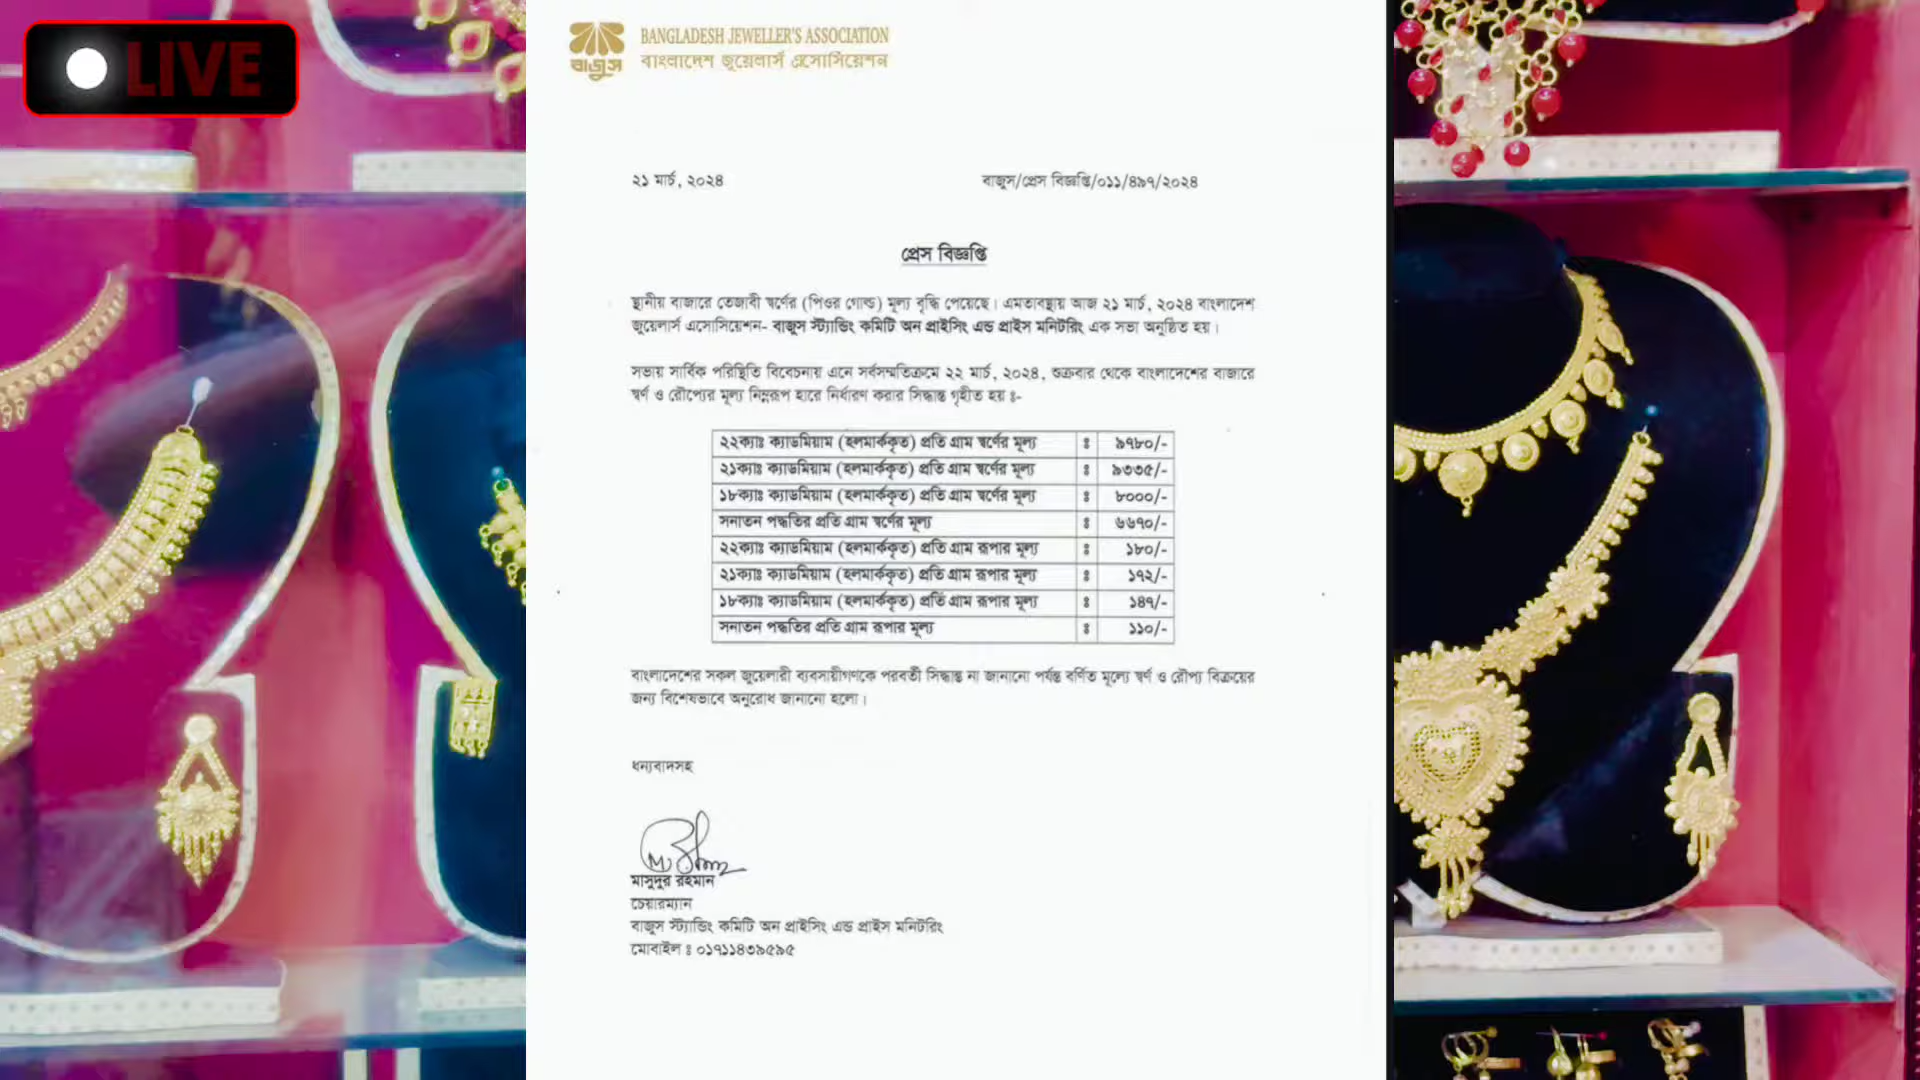 LIVE
BANGLADESH JEWELLER'S ASSOCIATION
বাংলাদেশ জুয়েলার্স এসোসিয়েশন
বাজুস
২১ মার্চ, ২০২৪
বাজুস/প্রেস বিজ্ঞপ্তি/০১১/৪৯৭/২০২৪
প্রেস বিজ্ঞপ্তি
স্থানীয় বাজারে তেজাবী স্বর্ণের (পিওর গোল্ড) মূল্য বৃদ্ধি পেয়েছে। এমতাবস্থায় আজ ২১ মার্চ, ২০২৪ বাংলাদেশ
জুয়েলার্স এসোসিয়েশন- বাজুস স্ট্যান্ডিং কমিটি অন প্রাইসিং এন্ড প্রাইস মনিটরিং এক সভা অনুষ্ঠিত হয়।
সভায় সার্বিক পরিস্থিতি বিবেচনায় এনে সর্বসম্মতিক্রমে ২২ মার্চ, ২০২৪, শুক্রবার থেকে বাংলাদেশের বাজারে
স্বর্ণ ও রৌপ্যের মূল্য নিম্নরূপ হারে নির্ধারণ করার সিদ্ধান্ত গৃহীত হয় ঃ-
২২ক্যাঃ ক্যাডমিয়াম (হলমার্ককৃত) প্রতি গ্রাম স্বর্ণের মূল্য ঃ ৯৭৮০/-
২১ক্যাঃ ক্যাডমিয়াম (হলমার্ককৃত) প্রতি গ্রাম স্বর্ণের মূল্য ঃ ৯৩৩৫/-
১৮ক্যাঃ ক্যাডমিয়াম (হলমার্ককৃত) প্রতি গ্রাম স্বর্ণের মূল্য ঃ ৮০০০/-
সনাতন পদ্ধতির প্রতি গ্রাম স্বর্ণের মূল্য ঃ ৬৬৭০/-
২২ক্যাঃ ক্যাডমিয়াম (হলমার্ককৃত) প্রতি গ্রাম রূপার মূল্য ঃ ১৮০/-
২১ক্যাঃ ক্যাডমিয়াম (হলমার্ককৃত) প্রতি গ্রাম রূপার মূল্য ঃ ১৭২/-
১৮ক্যাঃ ক্যাডমিয়াম (হলমার্ককৃত) প্রতি গ্রাম রূপার মূল্য ঃ ১৪৭/-
সনাতন পদ্ধতির প্রতি গ্রাম রূপার মূল্য ঃ ১১০/-
বাংলাদেশের সকল জুয়েলারী ব্যবসায়ীগণকে পরবর্তী সিদ্ধান্ত না জানানো পর্যন্ত বর্ণিত মূল্যে স্বর্ণ ও রৌপ্য বিক্রয়ের
জন্য বিশেষভাবে অনুরোধ জানানো হলো।
ধন্যবাদসহ
মাসুদুর রহমান
চেয়ারম্যান
বাজুস স্ট্যান্ডিং কমিটি অন প্রাইসিং এন্ড প্রাইস মনিটরিং
মোবাইল ঃ ০১৭১১৪৩৯৫৯৫